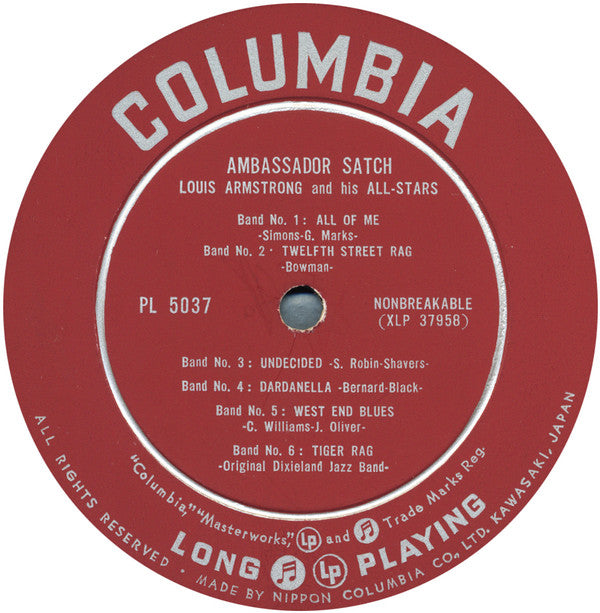 COLUMBIA
AMBASSADOR SATCH
LOUIS ARMSTRONG and his ALL-STARS
Band No. 1: ALL OF ME
-Simons-G. Marks-
Band No. 2· TWELFTH STREET RAG
-Bowman-
PL 5037
NONBREAKABLE
(XLP 37958)
Band No. 3: UNDECIDED -S. Robin-Shavers-
Band No. 4: DARDANELLA -Bernard-Black-
Band No. 5: WEST END BLUES
-C. Williams-J. Oliver-
Band No. 6: TIGER RAG
-Original Dixieland Jazz Band-
"Columbia," "Masterworks," Lp and Trade Marks Reg.
LONG Lp PLAYING
ALL RIGHTS RESERVED · MADE BY NIPPON COLUMBIA CO., LTD. KAWASAKI, JAPAN